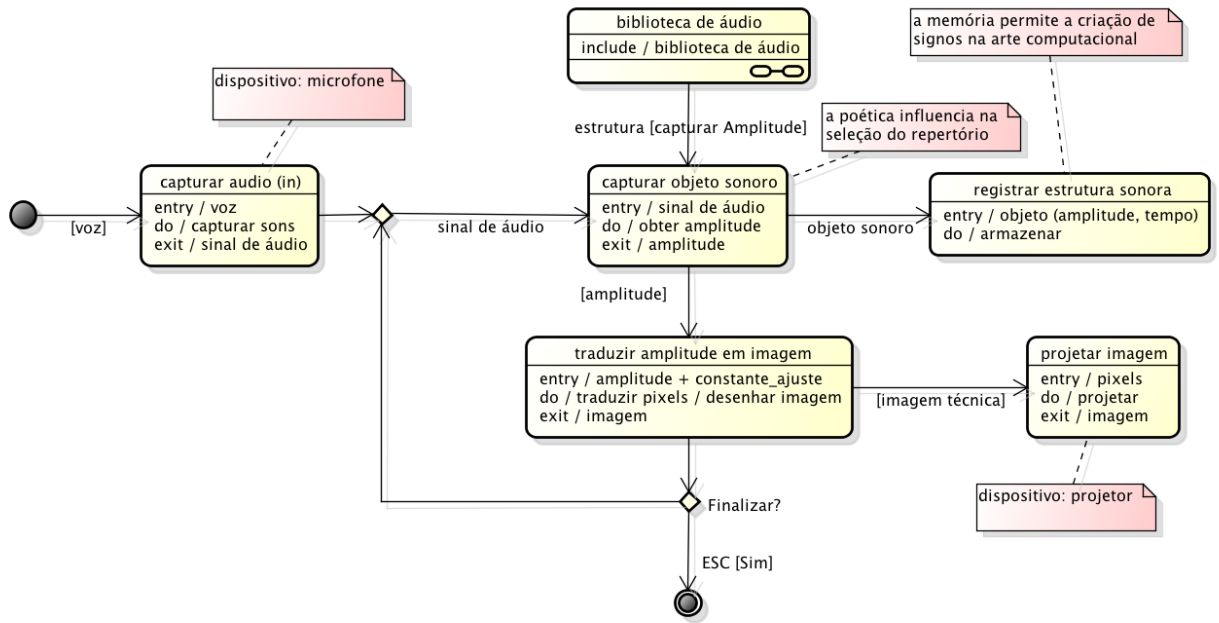 biblioteca de áudio
include / biblioteca de áudio
a memória permite a criação de
signos na arte computacional
dispositivo: microfone
estrutura [capturar Amplitude]
a poética influencia na
seleção do repertório
capturar audio (in)
entry / voz
do / capturar sons
exit / sinal de áudio
[voz]
sinal de áudio
capturar objeto sonoro
entry / sinal de áudio
do / obter amplitude
exit / amplitude
objeto sonoro
registrar estrutura sonora
entry / objeto (amplitude, tempo)
do / armazenar
[amplitude]
traduzir amplitude em imagem
entry / amplitude + constante_ajuste
do / traduzir pixels / desenhar imagem
exit / imagem
[imagem técnica]
projetar imagem
entry / pixels
do / projetar
exit / imagem
dispositivo: projetor
Finalizar?
ESC [Sim]